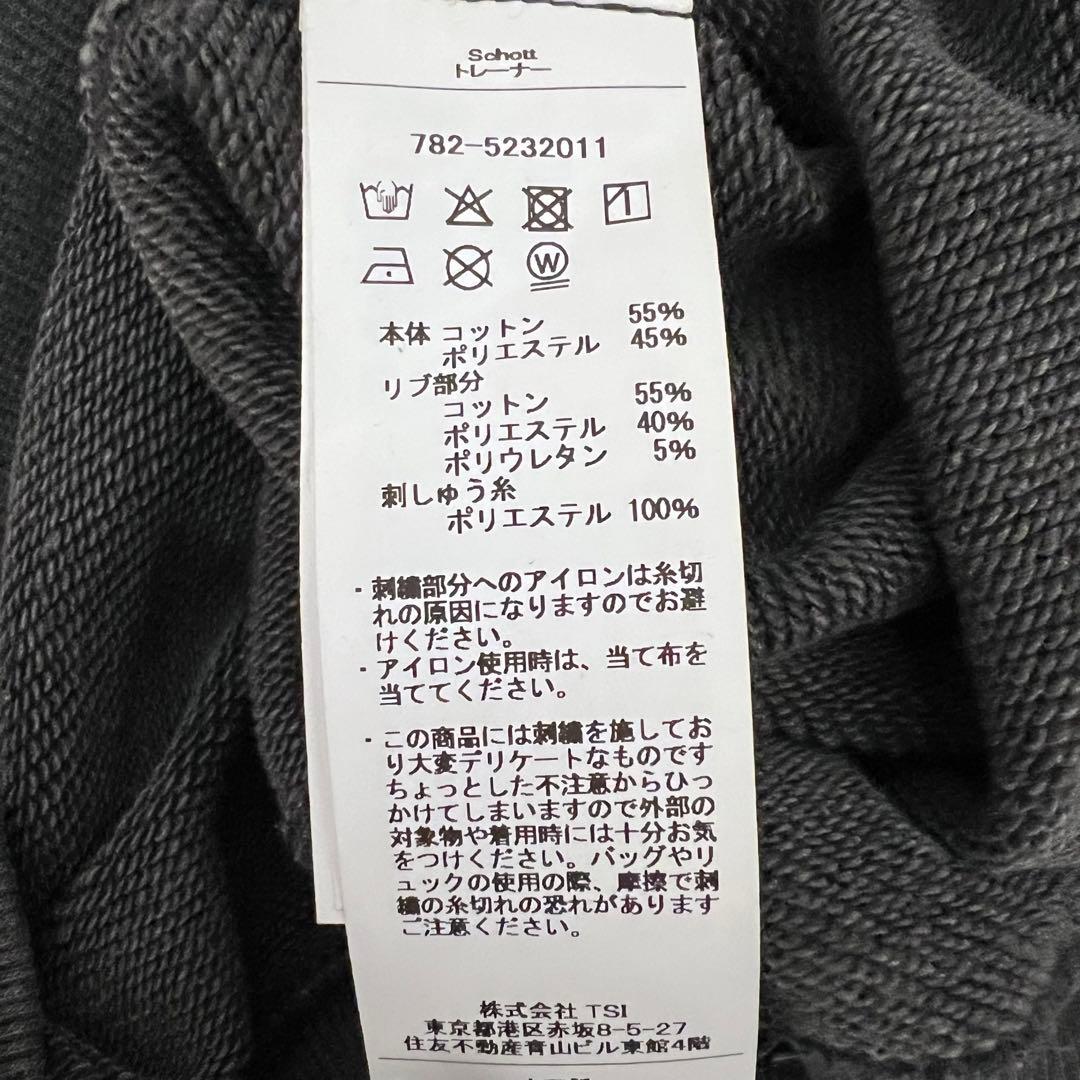 Schott
トレーナー
782-5232011
W
本体 コットン 55%
ポリエステル 45%
リブ部分
コットン 55%
ポリエステル 40%
ポリウレタン 5%
刺しゅう糸
ポリエステル 100%
・刺繍部分へのアイロンは糸切
れの原因になりますのでお避
けください。
・アイロン使用時は、当て布を
当ててください。
・この商品には刺繍を施してお
り大変デリケートなものです
ちょっとした不注意からひっ
かけてしまいますので外部の
対象物や着用時には十分お気
をつけください。バッグやリ
ュックの使用の際、摩擦で刺
繍の糸切れの恐れがあります
ご注意ください。
株式会社 TSI
東京都港区赤坂8-5-27
住友不動産青山ビル東館4階